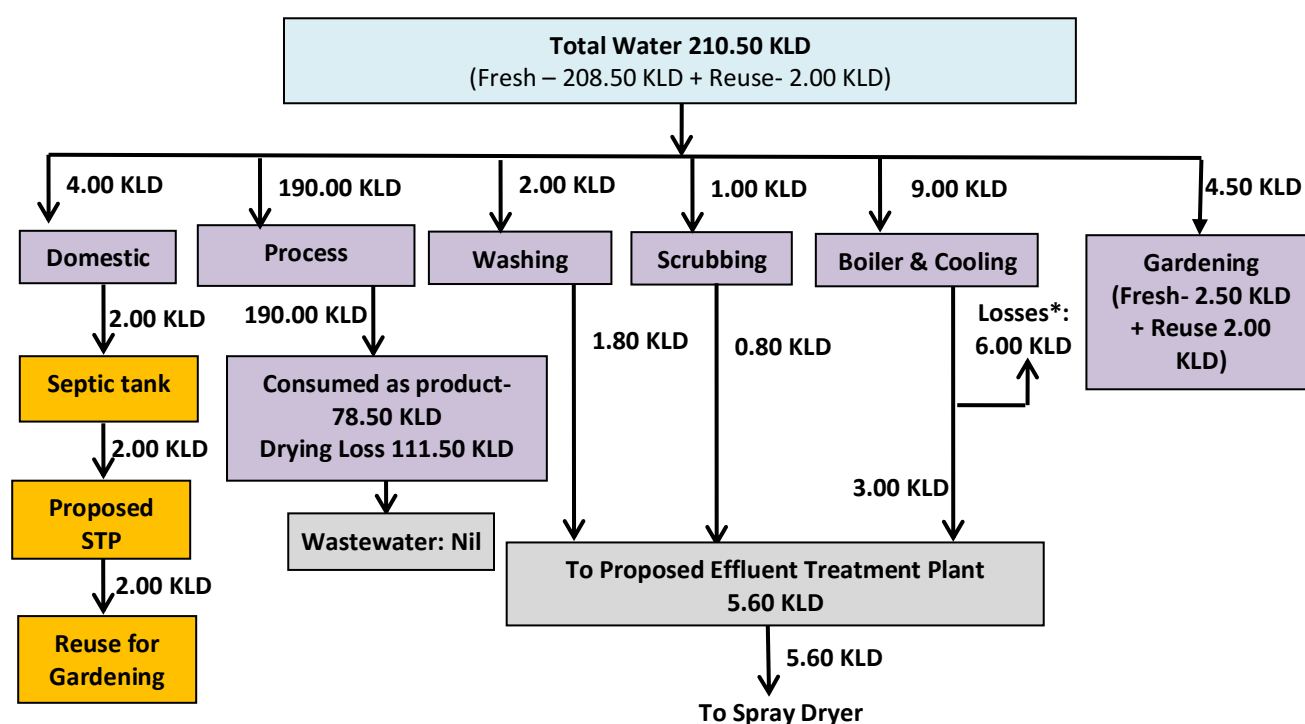 Total Water 210.50 KLD
(Fresh – 208.50 KLD + Reuse- 2.00 KLD)
4.00 KLD
190.00 KLD
2.00 KLD
1.00 KLD
9.00 KLD
4.50 KLD
Domestic
Process
Washing
Scrubbing
Boiler & Cooling
Gardening
(Fresh- 2.50 KLD
+ Reuse 2.00
KLD)
2.00 KLD
190.00 KLD
1.80 KLD
0.80 KLD
Losses*:
6.00 KLD
Septic tank
Consumed as product-
78.50 KLD
Drying Loss 111.50 KLD
2.00 KLD
3.00 KLD
Proposed
STP
Wastewater: Nil
To Proposed Effluent Treatment Plant
5.60 KLD
2.00 KLD
Reuse for
Gardening
5.60 KLD
To Spray Dryer